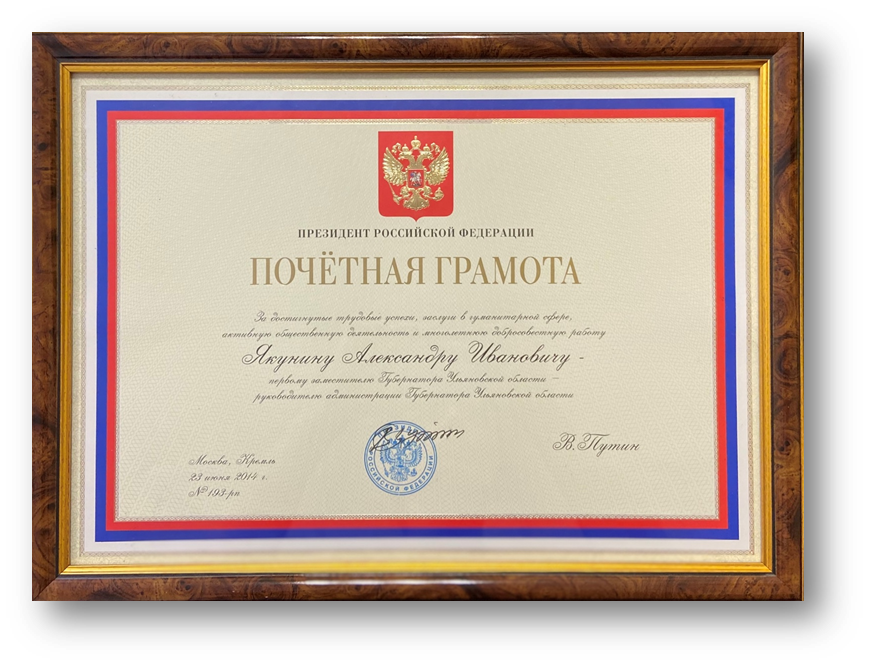 ПРЕЗИДЕНТ РОССИЙСКОЙ ФЕДЕРАЦИИ
ПОЧЁТНАЯ ГРАМОТА
За достигнутые трудовые успехи, заслуги в гуманитарной сфере,
активную общественную деятельность и многолетнюю добросовестную работу
Якунину Александру Ивановичу -
первому заместителю Губернатора Ульяновской области —
руководителю администрации Губернатора Ульяновской области
В.Путин
Москва, Кремль
23 июня 2014 г.
№ 193-рп
РОССИЙСКОЙ ФЕДЕРАЦИИ